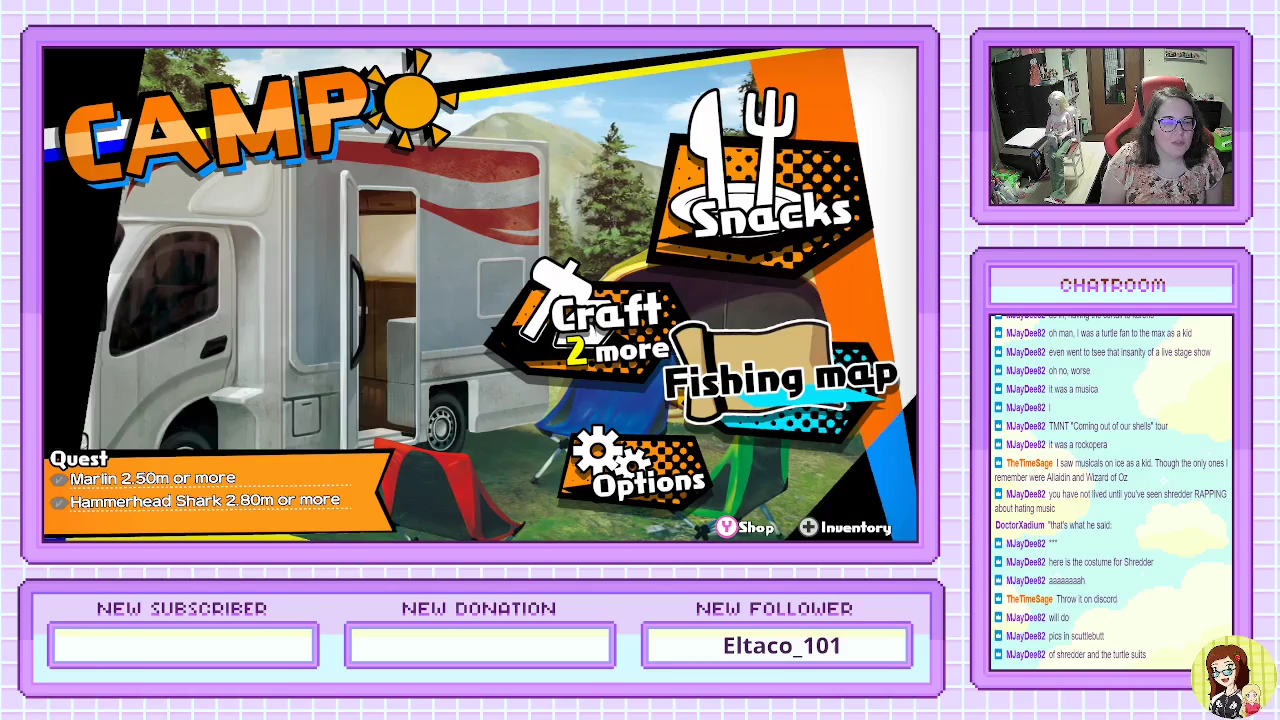 CAMP
Snacks
Craft
2 more
Fishing map
Options
Quest
Marlin 2.50m or more
Hammerhead Shark 2.80m or more
Y Shop
Inventory
CHATROOM
MJayDee82 oh man, I was a turtle fan to the max as a kid
MJayDee82 even went to see that insanity of a live stage show
MJayDee82 oh no, worse
MJayDee82 it was a musica
MJayDee82 l
MJayDee82 TMNT "Coming out of our shells" tour
MJayDee82 it was a rockopera
TheTimeSage I saw musicals on ice as a kid. Though the only ones I
remember were Alladin and Wizard of Oz
MJayDee82 you have not lived till you've seen shredder RAPPING
about hating music
DoctorXadium "that's what he said:
MJayDee82 ***
MJayDee82 here is the costume for Shredder
MJayDee82 aaaaaaaah
TheTimeSage Throw it on discord
MJayDee82 will do
MJayDee82 pics in scuttlebutt
MJayDee82 of shredder and the turtle suits
NEW SUBSCRIBER
NEW DONATION
NEW FOLLOWER
Eltaco_101